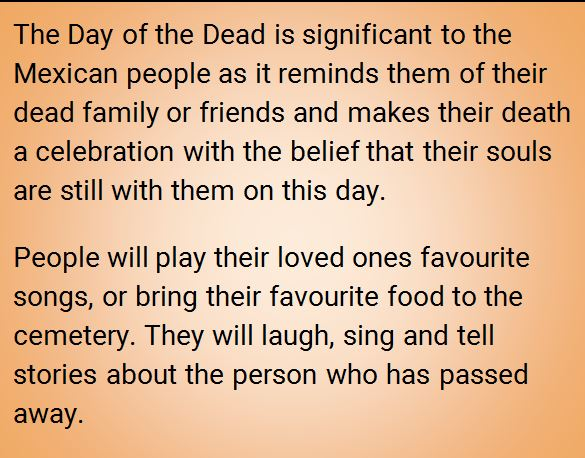 The Day of the Dead is significant to the
Mexican people as it reminds them of their
dead family or friends and makes their death
a celebration with the belief that their souls
are still with them on this day.
People will play their loved ones favourite
songs, or bring their favourite food to the
cemetery. They will laugh, sing and tell
stories about the person who has passed
away.